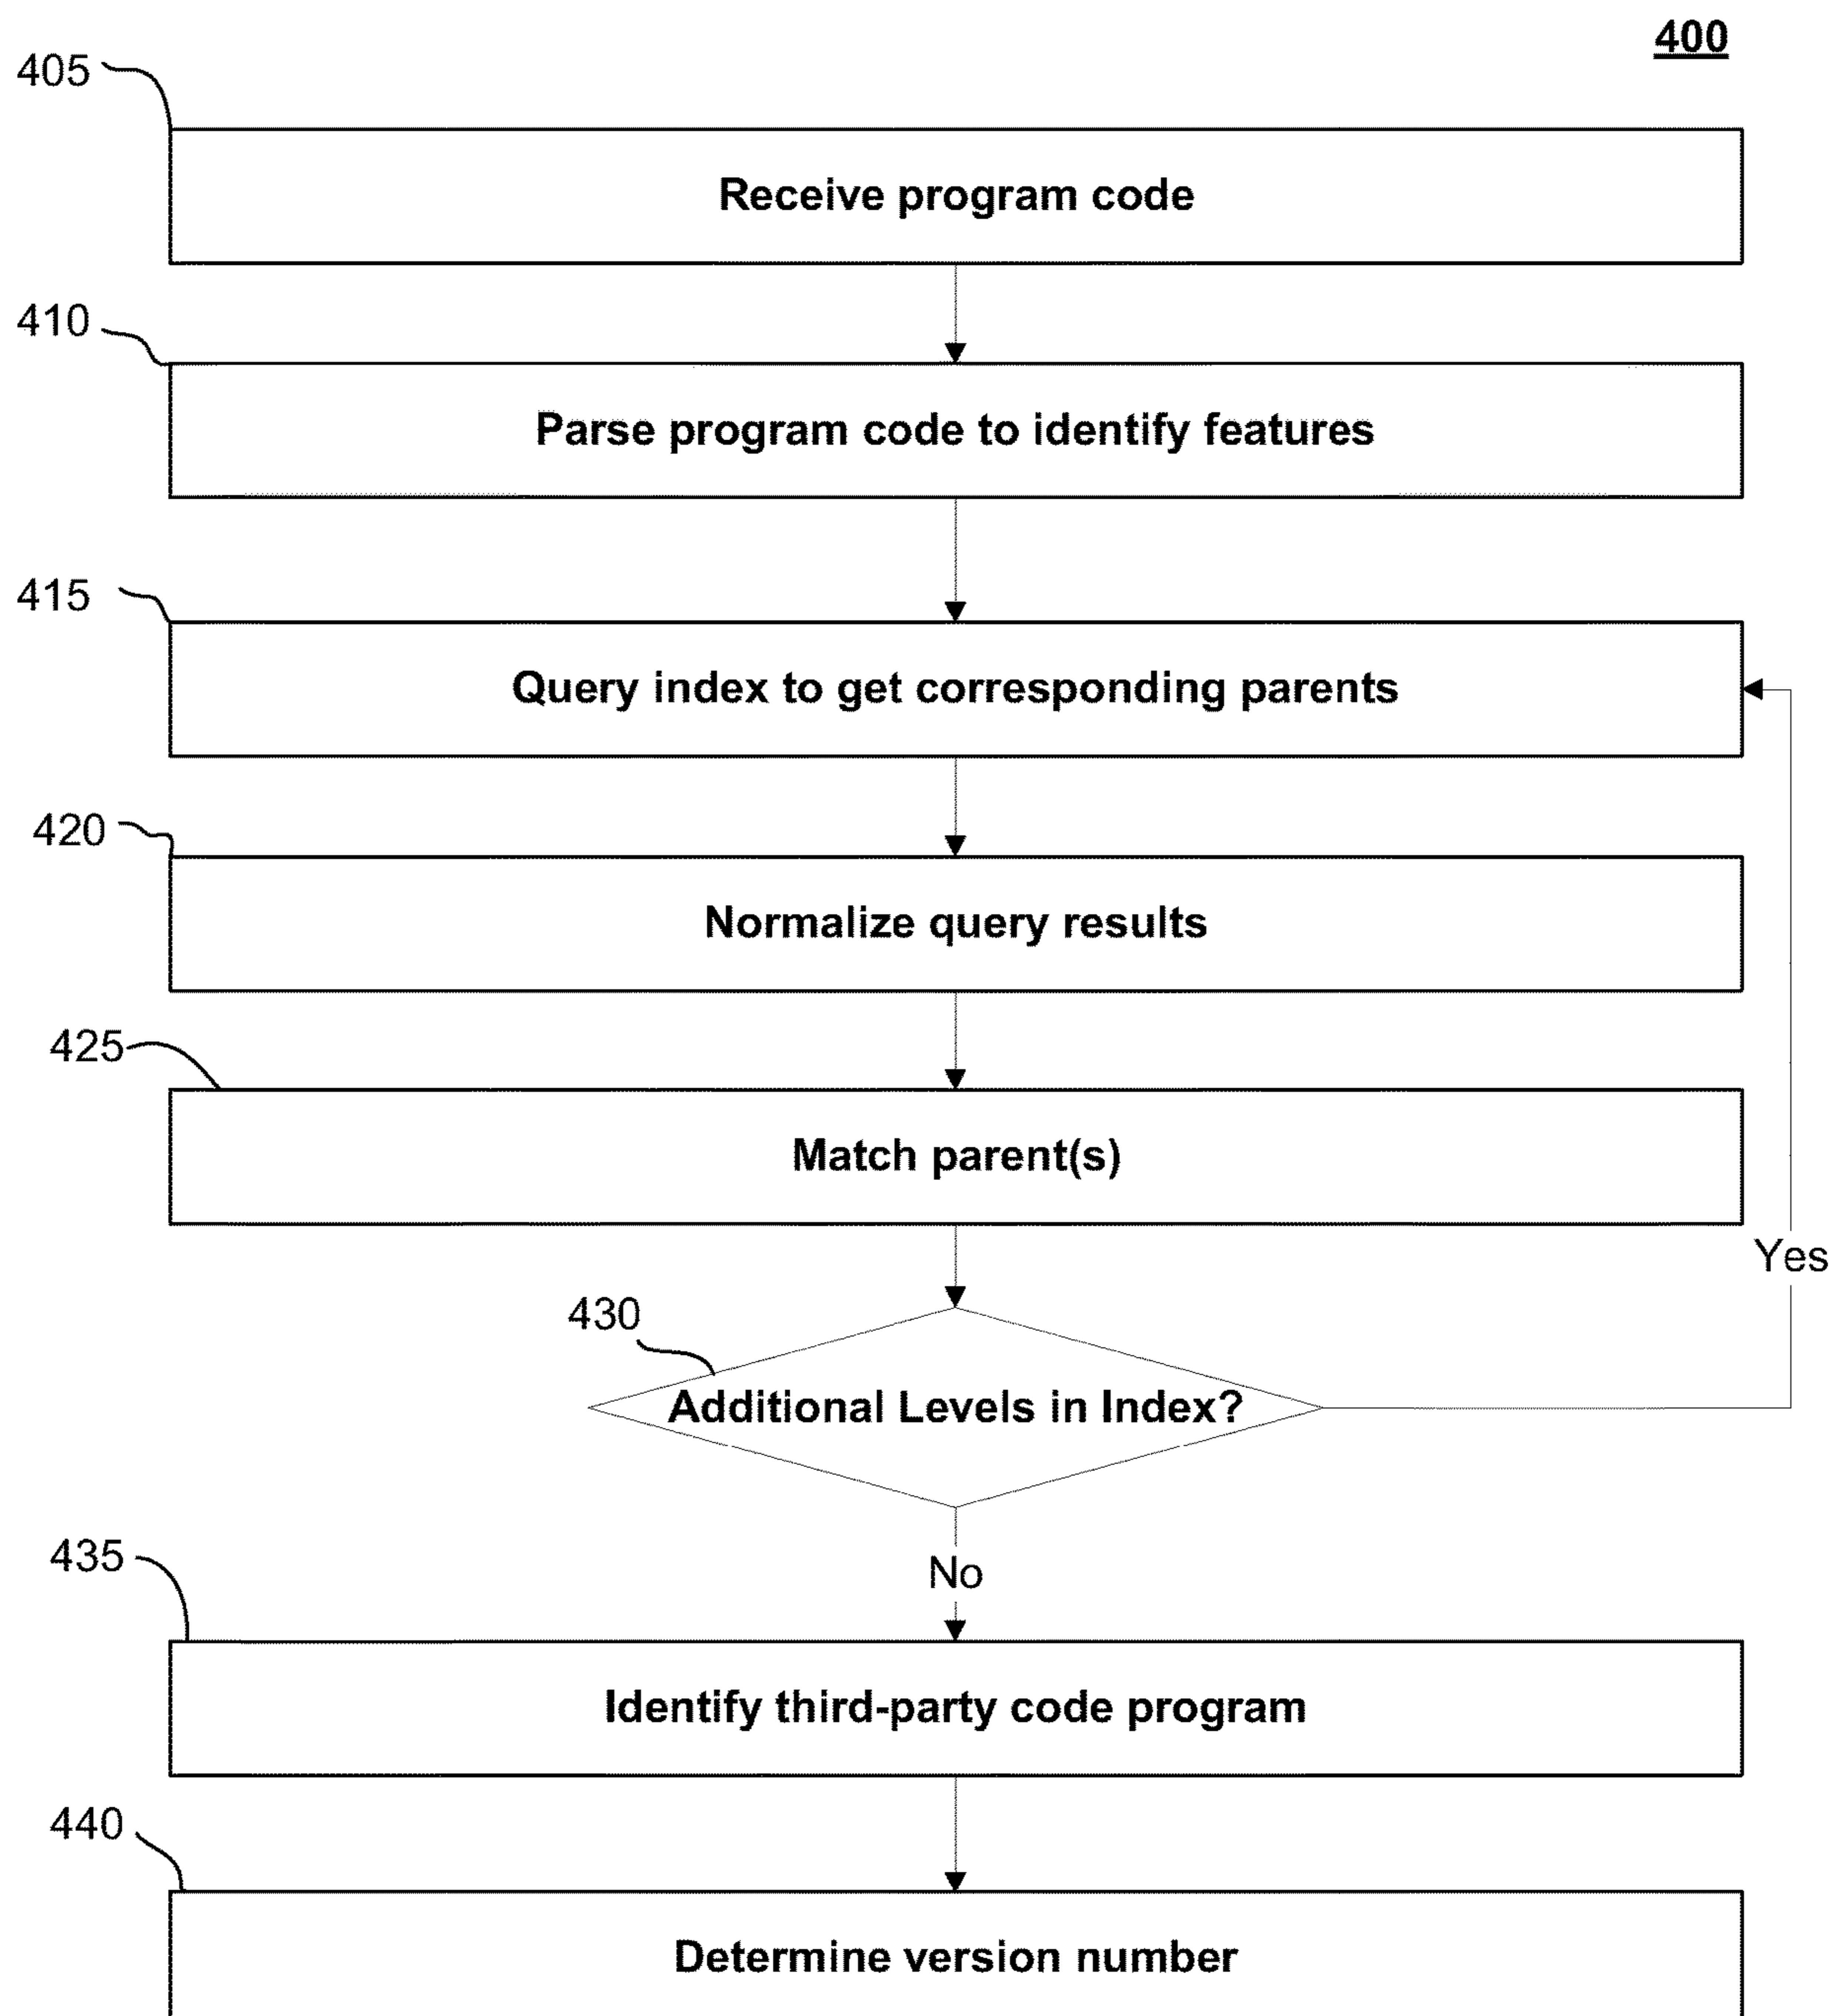 400
405
Receive program code
410
Parse program code to identify features
415
Query index to get corresponding parents
420
Normalize query results
425
Match parent(s)
Yes
430
Additional Levels in Index?
No
435
Identify third-party code program
440
Determine version number